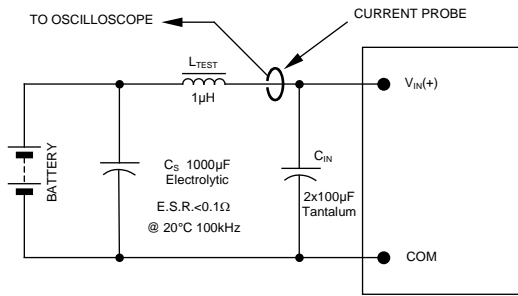 TO OSCILLOSCOPE
CURRENT PROBE
LTEST
1µH
VIN(+)
BATTERY
CS 1000µF
Electrolytic
E.S.R.<0.1Ω
@ 20°C 100kHz
CIN
2x100µF
Tantalum
COM